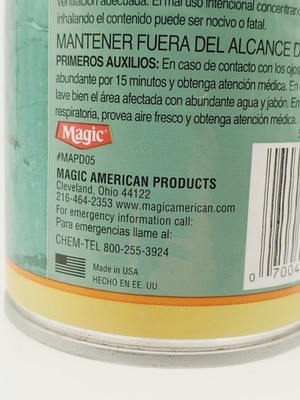 ventilación adecuada. El mal uso intencional concentran
inhalando el contenido puede ser nocivo o fatal.
MANTENER FUERA DEL ALCANCE D
PRIMEROS AUXILIOS: En caso de contacto con los ojos
abundante por 15 minutos y obtenga atención médica. En
lave bien el área afectada con abundante agua y jabón. En
respiratoria, provea aire fresco y obtenga atención médica.
Magic
#MAPD05
MAGIC AMERICAN PRODUCTS
Cleveland, Ohio 44122
216-464-2353 www.magicamerican.com
For emergency information call:
Para emergencias llame al:
CHEM-TEL 800-255-3924
Made in USA
HECHO EN EE. UU.
0 7004